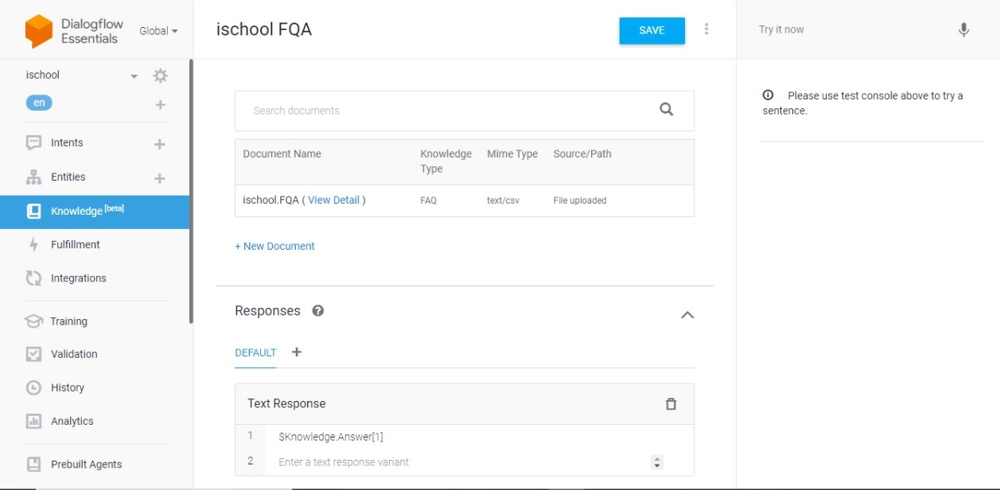 Dialogflow
Essentials
Global
ischool
en
Intents
Entities
Knowledge [beta]
Fulfillment
Integrations
Training
Validation
History
Analytics
Prebuilt Agents
ischool FQA
SAVE
Search documents
Document Name Knowledge Type Mime Type Source/Path
ischool.FQA ( View Detail ) FAQ text/csv File uploaded
+ New Document
Responses
DEFAULT
Text Response
1 $Knowledge.Answer[1]
2 Enter a text response variant
Try it now
Please use test console above to try a
sentence.